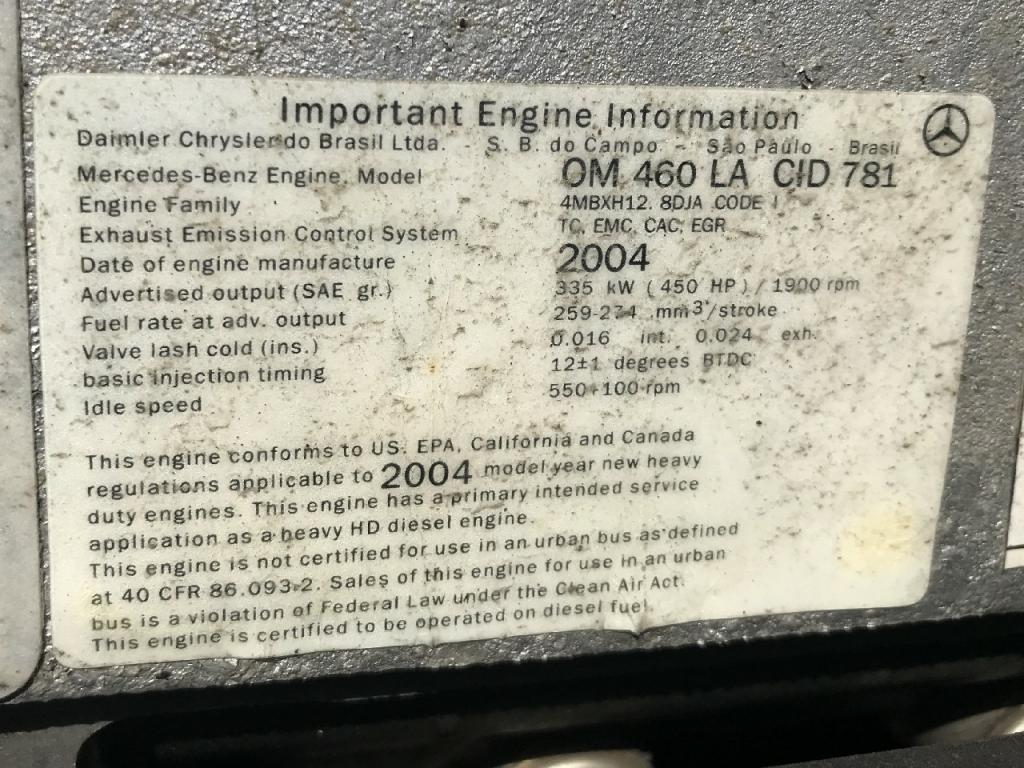 Important Engine Information
Daimler Chrysler do Brasil Ltda. - S. B. do Campo - São Paulo - Brasil
Mercedes-Benz Engine, Model OM 460 LA CID 781
Engine Family 4MBXH12. 8DJA CODE
Exhaust Emission Control System TC, EMC, CAC, EGR
Date of engine manufacture 2004
Advertised output (SAE gr.) 335 kW (450 HP) / 1900 rpm
Fuel rate at adv. output 259-274 mm³/stroke
Valve lash cold (ins.) 0.016 int. 0.024 exh.
basic injection timing 12±1 degrees BTDC
Idle speed 550+100 rpm
This engine conforms to US. EPA, California and Canada
regulations applicable to 2004 model year new heavy
duty engines. This engine has a primary intended service
application as a heavy HD diesel engine.
This engine is not certified for use in an urban bus as defined
at 40 CFR 86.093-2. Sales of this engine for use in an urban
bus is a violation of Federal Law under the Clean Air Act.
This engine is certified to be operated on diesel fuel.